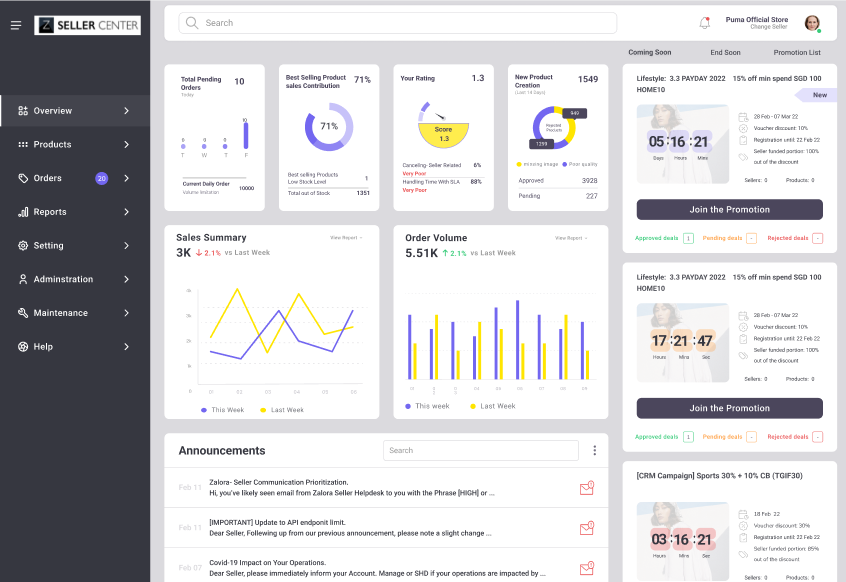 Z SELLER CENTER
Search
Puma Official Store
Change Seller
Overview
Products
Orders 20
Reports
Setting
Adminstration
Maintenance
Help
Total Pending
Orders
10
Today
10
0 0 0
T W T F
Current Daily Order
Volume limitation
10000
Best Selling Product
sales Contribution
71%
71%
Best selling Products
Low Stock Level
1
Total out of Stock 1351
Your Rating 1.3
Score
1.3
Canceling-Seller Related 6%
Very Poor
Handling Time With SLA 88%
Very Poor
New Product
Creation
1549
(Last 14 Days)
949
Rejected
Products
1299
missing image Poor quality
Approved 3928
Pending 227
Sales Summary
View Report
3K 2.1% vs Last Week
4k
3k
2k
1k
0
01 02 03 04 05 06
This Week Last Week
Order Volume
View Report
5.51K 2.1% vs Last Week
This week Last Week
Announcements
Search
Feb 11
Zalora- Seller Communication Prioritization.
Hi, you've likely seen email from Zalora Seller Helpdesk to you with the Phrase [HIGH] or ...
Feb 11
[IMPORTANT] Update to API endponit limit.
Dear Seller, Following up from our previous announcement, please note a slight change ...
Feb 07
Covid-19 Impact on Your Operations.
Dear Seller, please immediately inform your Account. Manage or SHD if your operations are impacted by ...
Coming Soon End Soon Promotion List
Lifestyle: 3.3 PAYDAY 2022 15% off min spend SGD 100
HOME10
New
05:16:21
Days Hours Mins
28 Feb - 07 Mar 22
Voucher discount: 10%
Registration until: 22 Feb 22
Seller funded portion: 100%
out of the discount
Sellers: 0 Products: 0
Join the Promotion
Approved deals 1 Pending deals - Rejected deals -
Lifestyle: 3.3 PAYDAY 2022 15% off min spend SGD 100
HOME10
17:21:47
Hours Mins Sec
28 Feb - 07 Mar 22
Voucher discount: 10%
Registration until: 22 Feb 22
Seller funded portion: 100%
out of the discount
Sellers: 0 Products: 0
Join the Promotion
Approved deals 1 Pending deals - Rejected deals -
[CRM Campaign] Sports 30% + 10% CB (TGIF30)
03:16:21
Hours Mins Sec
18 Feb 22
Voucher discount: 30%
Registration until: 22 Feb 22
Seller funded portion: 85%
out of the discount
Sellers: 0 Products: 0